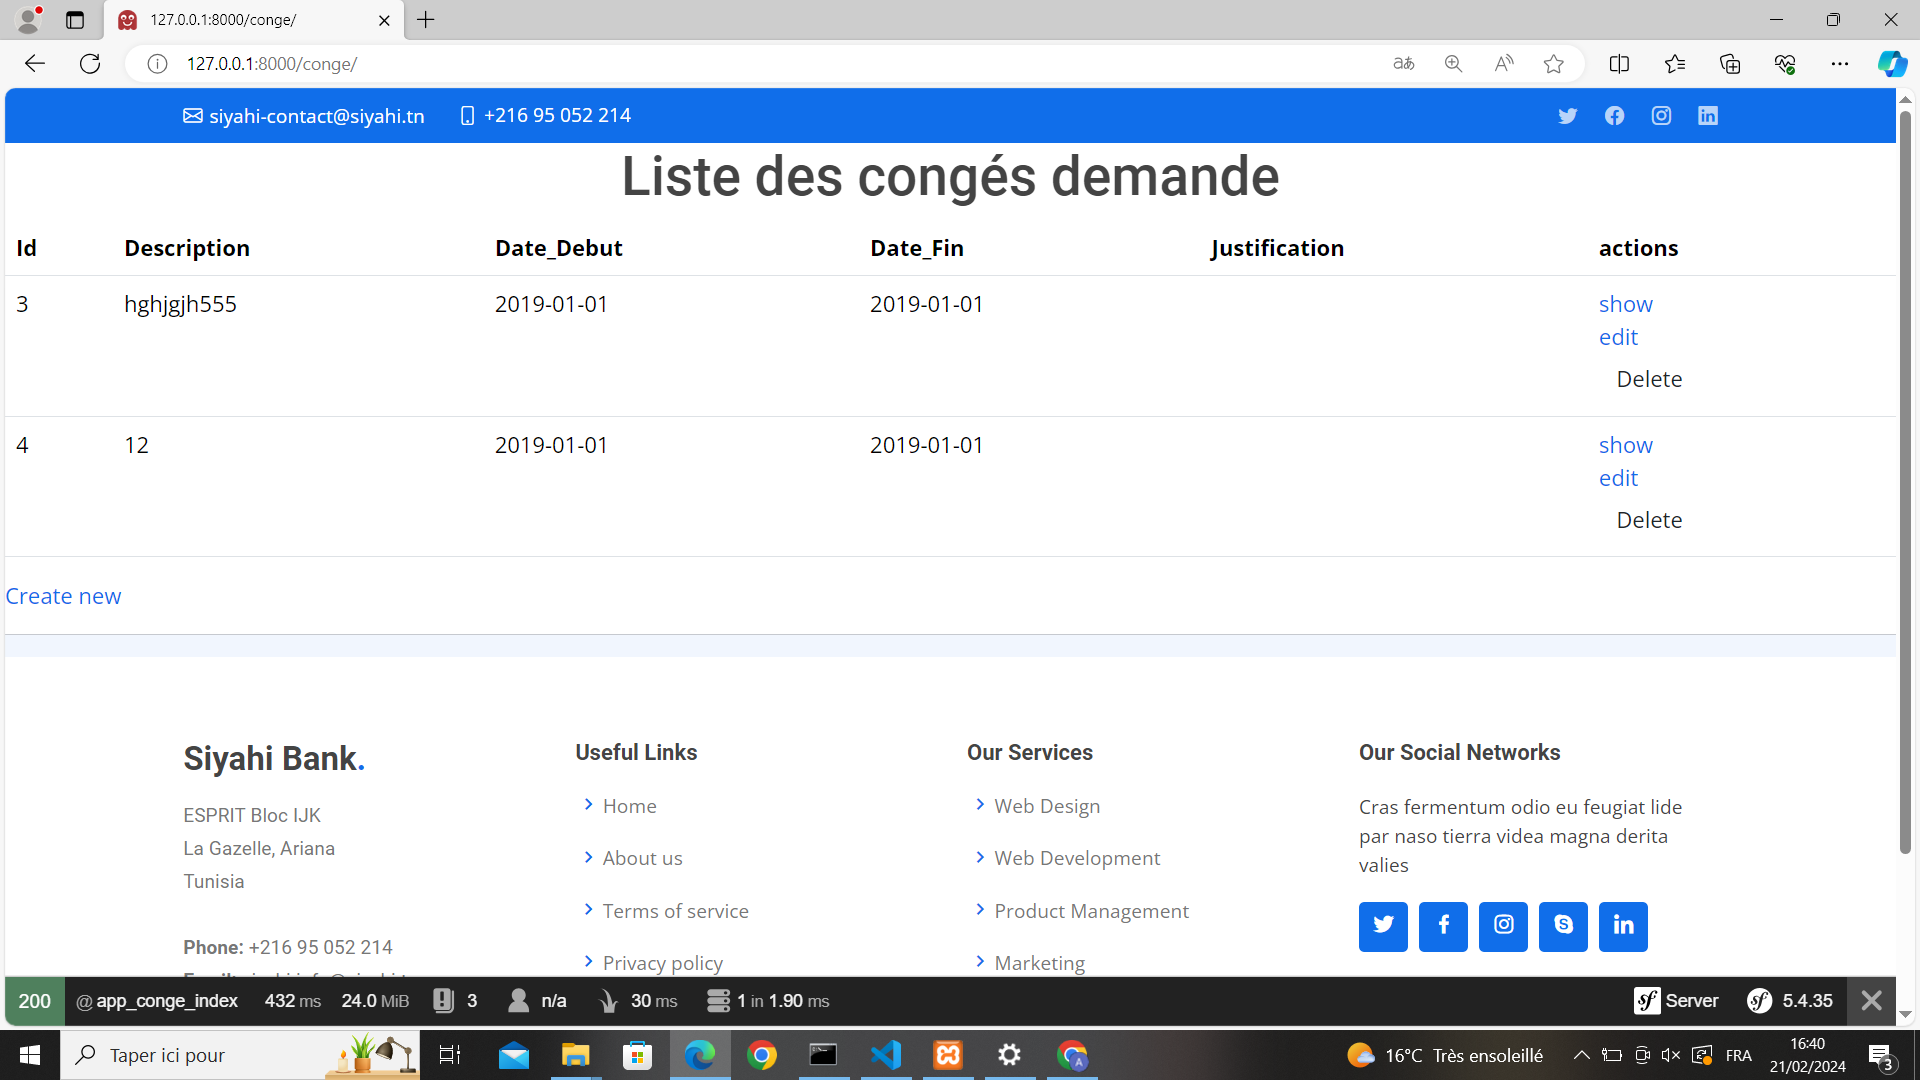 127.0.0.1:8000/conge/
127.0.0.1:8000/conge/
siyahi-contact@siyahi.tn +216 95 052 214
Liste des congés demande
Id Description Date_Debut Date_Fin Justification actions
3 hghjgjh555 2019-01-01 2019-01-01 show
edit
Delete
4 12 2019-01-01 2019-01-01 show
edit
Delete
Create new
Siyahi Bank.
ESPRIT Bloc IJK
La Gazelle, Ariana
Tunisia
Phone: +216 95 052 214
Useful Links
Home
About us
Terms of service
Privacy policy
Our Services
Web Design
Web Development
Product Management
Marketing
Our Social Networks
Cras fermentum odio eu feugiat lide
par naso tierra videa magna derita
valies
200 @ app_conge_index 432 ms 24.0 MiB 3 n/a 30 ms 1 in 1.90 ms Server 5.4.35
Taper ici pour 16°C Très ensoleillé FRA 16:40
21/02/2024 3